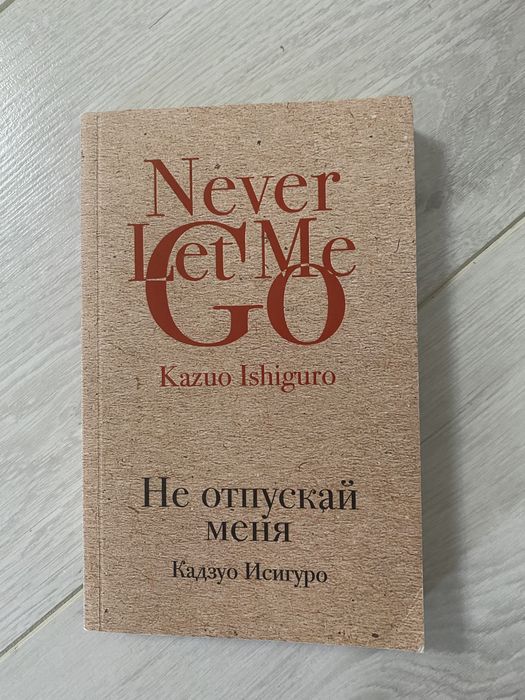 Never
Let Me
Go
Kazuo Ishiguro
Не отпускай
меня
Кадзуо Исигуро